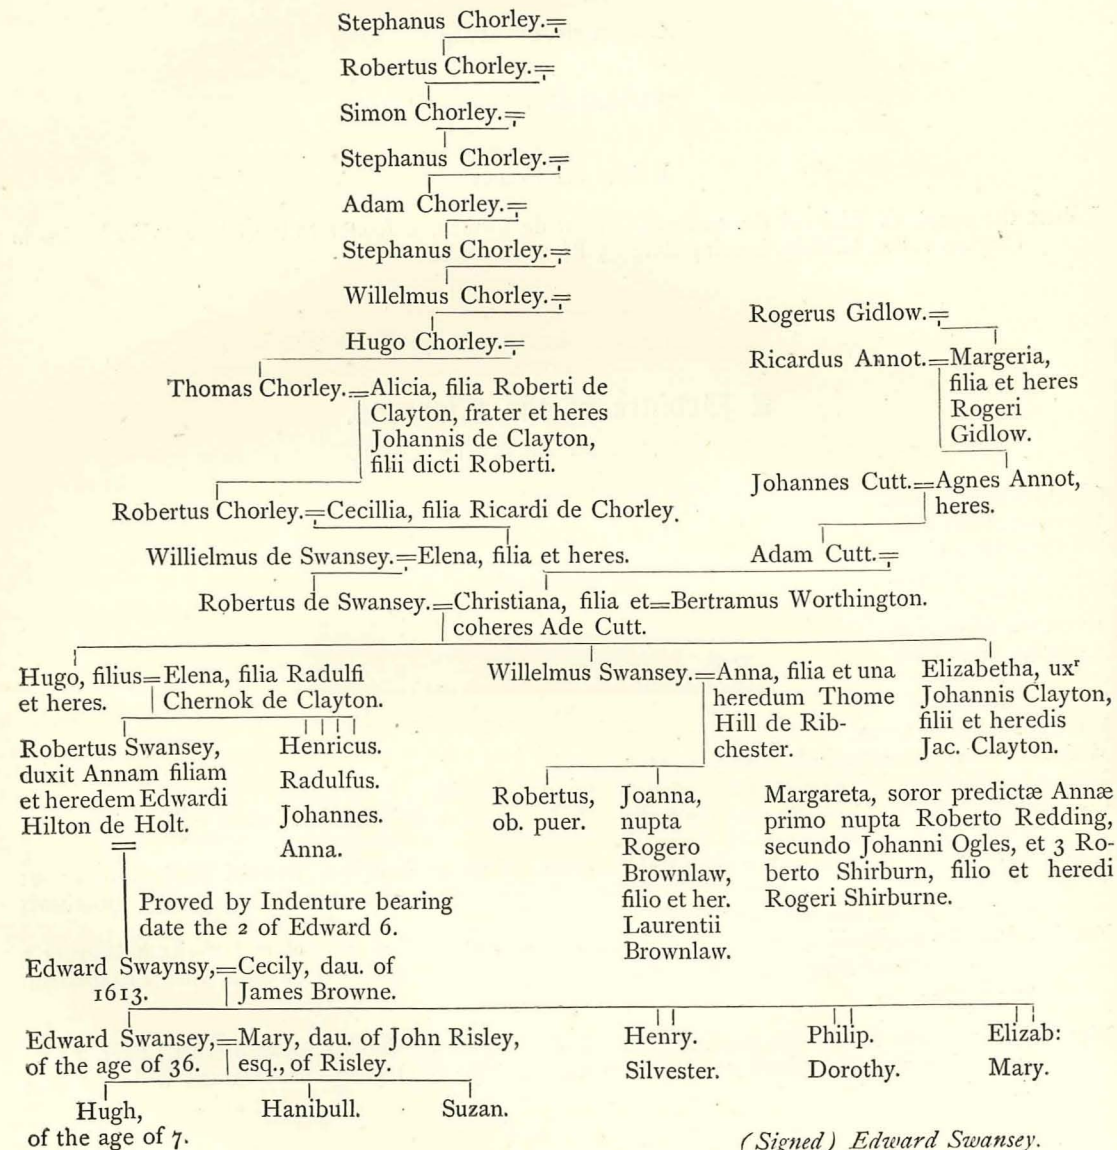 Stephanus Chorley.=
Robertus Chorley.=
Simon Chorley.=
Stephanus Chorley.=
Adam Chorley.=
Stephanus Chorley.=
Willelmus Chorley.=
Hugo Chorley.=
Rogerus Gidlow.=
Ricardus Annot.=Margeria,
filia et heres
Rogeri
Gidlow.
Thomas Chorley.=Alicia, filia Roberti de
Clayton, frater et heres
Johannis de Clayton,
filii dicti Roberti.
Johannes Cutt.=Agnes Annot,
heres.
Robertus Chorley.=Cecillia, filia Ricardi de Chorley.
Willielmus de Swansey.=Elena, filia et heres.
Adam Cutt.=
Robertus de Swansey.=Christiana, filia et=Bertramus Worthington.
coheres Ade Cutt.
Hugo, filius=Elena, filia Radulfi
et heres. Chernok de Clayton.
Willelmus Swansey.=Anna, filia et una
heredum Thome
Hill de Rib-
chester.
Elizabetha, uxʳ
Johannis Clayton,
filii et heredis
Jac. Clayton.
Robertus Swansey,
duxit Annam filiam
et heredem Edwardi
Hilton de Holt.
Henricus.
Radulfus.
Johannes.
Anna.
Robertus,
ob. puer.
Joanna,
nupta
Rogero
Brownlaw,
filio et her.
Laurentii
Brownlaw.
Margareta, soror predictæ Annæ
primo nupta Roberto Redding,
secundo Johanni Ogles, et 3 Ro-
berto Shirburn, filio et heredi
Rogeri Shirburne.
Proved by Indenture bearing
date the 2 of Edward 6.
Edward Swaynsy,=Cecily, dau. of
1613. James Browne.
Edward Swansey,=Mary, dau. of John Risley,
of the age of 36. esq., of Risley.
Henry. Philip. Elizab:
Silvester. Dorothy. Mary.
Hugh, Hanibull. Suzan.
of the age of 7.
(Signed) Edward Swansey.